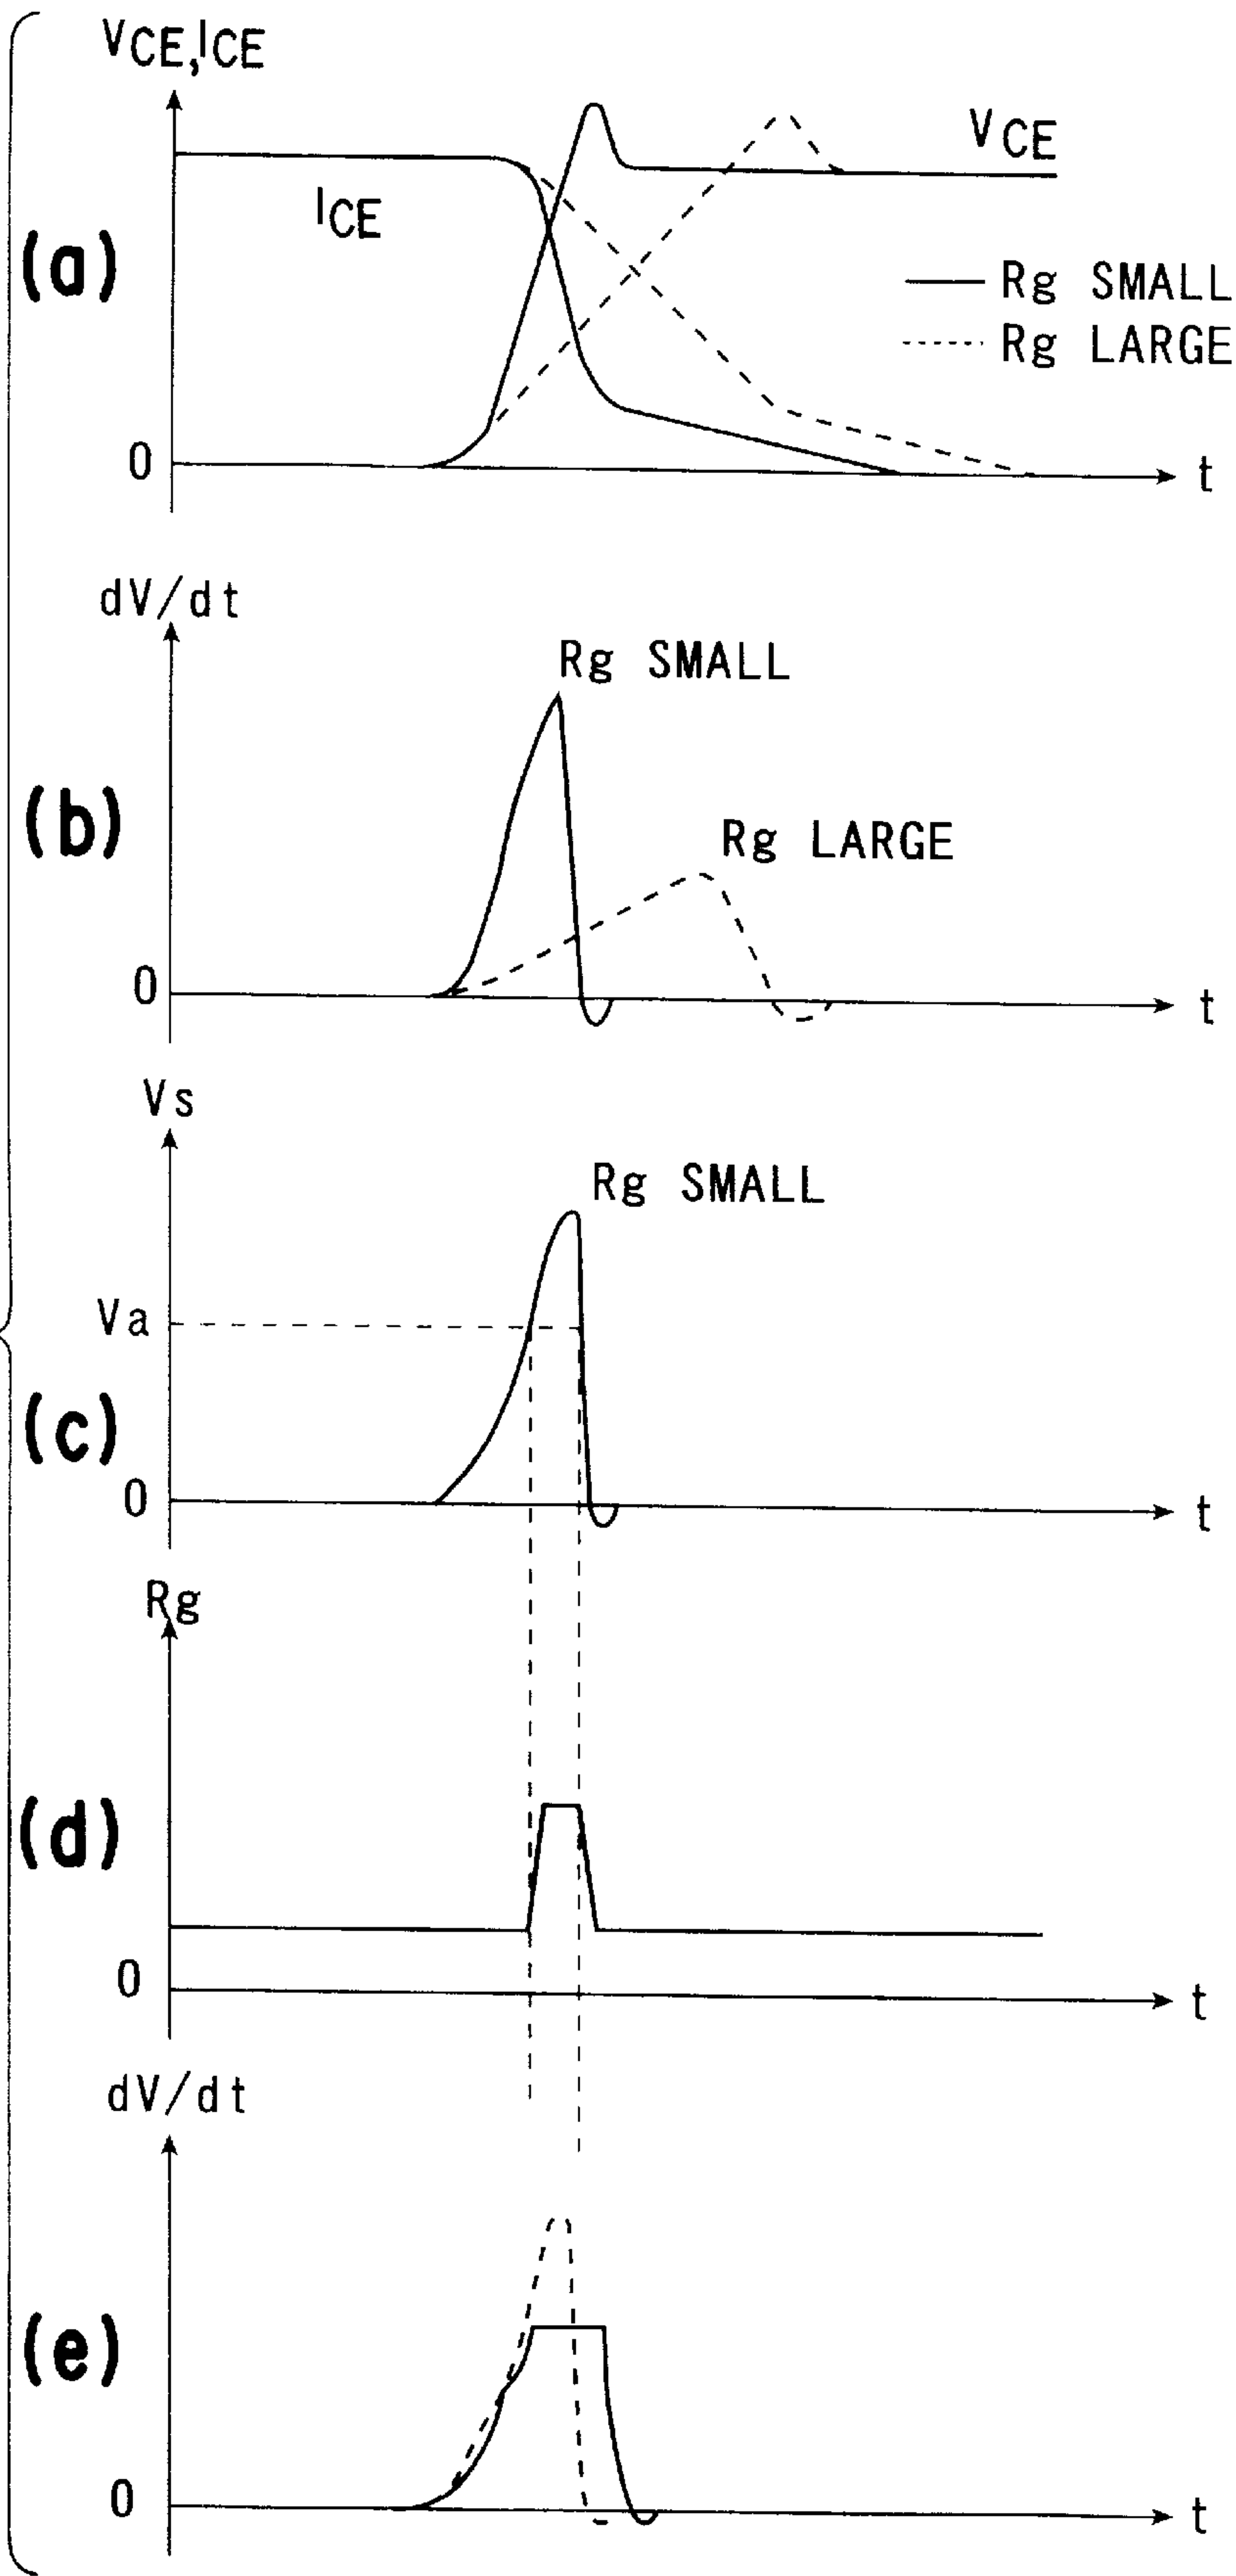 VCE,ICE
VCE
ICE
(a)
Rg SMALL
Rg LARGE
0
t
dV/dt
Rg SMALL
(b)
Rg LARGE
0
t
Vs
Rg SMALL
Va
(c)
0
t
Rg
(d)
0
t
dV/dt
(e)
0
t